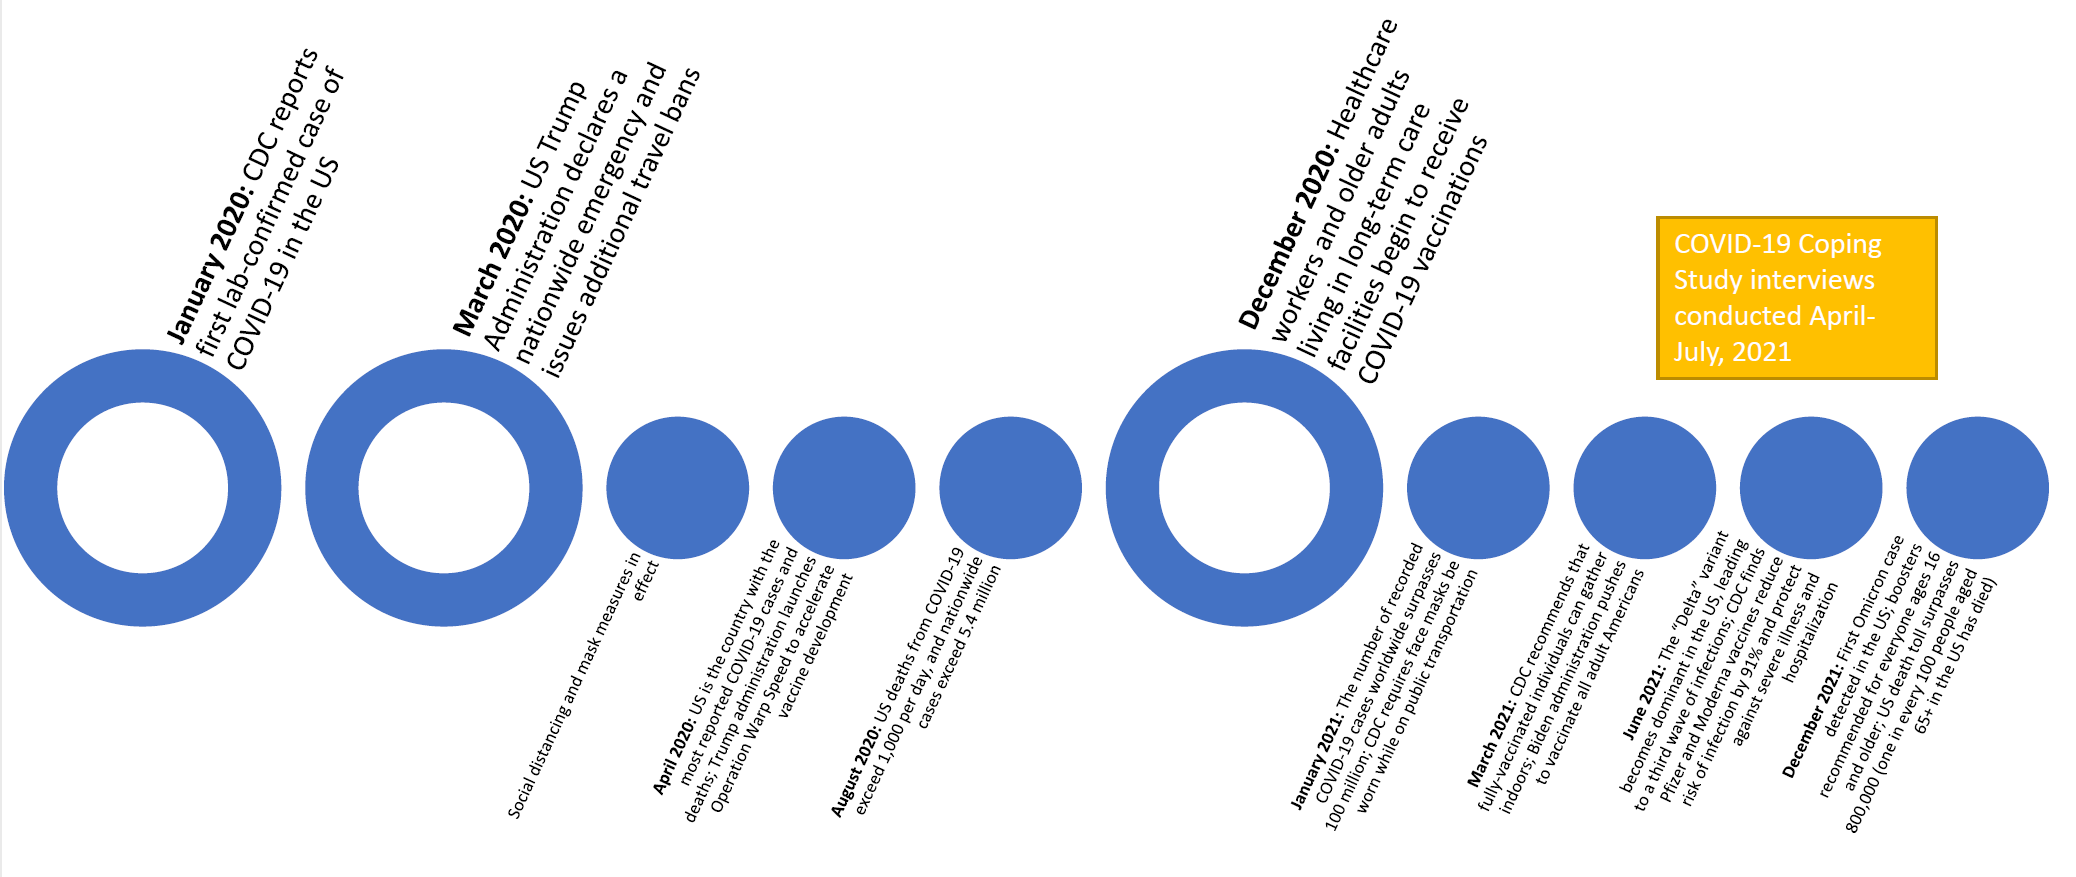 January 2020: CDC reports
first lab-confirmed case of
COVID-19 in the US
March 2020: US Trump
Administration declares a
nationwide emergency and
issues additional travel bans
Social distancing and mask measures in
effect
April 2020: US is the country with the
most reported COVID-19 cases and
deaths; Trump administration launches
Operation Warp Speed to accelerate
vaccine development
August 2020: US deaths from COVID-19
exceed 1,000 per day, and nationwide
cases exceed 5.4 million
December 2020: Healthcare
workers and older adults
living in long-term care
facilities begin to receive
COVID-19 vaccinations
January 2021: The number of recorded
COVID-19 cases worldwide surpasses
100 million; CDC requires face masks be
worn while on public transportation
March 2021: CDC recommends that
fully-vaccinated individuals can gather
indoors; Biden administration pushes
to vaccinate all adult Americans
COVID-19 Coping
Study interviews
conducted April-
July, 2021
June 2021: The “Delta” variant
becomes dominant in the US, leading
to a third wave of infections; CDC finds
Pfizer and Moderna vaccines reduce
risk of infection by 91% and protect
against severe illness and
hospitalization
December 2021: First Omicron case
detected in the US; boosters
recommended for everyone ages 16
and older; US death toll surpasses
800,000 (one in every 100 people aged
65+ in the US has died)